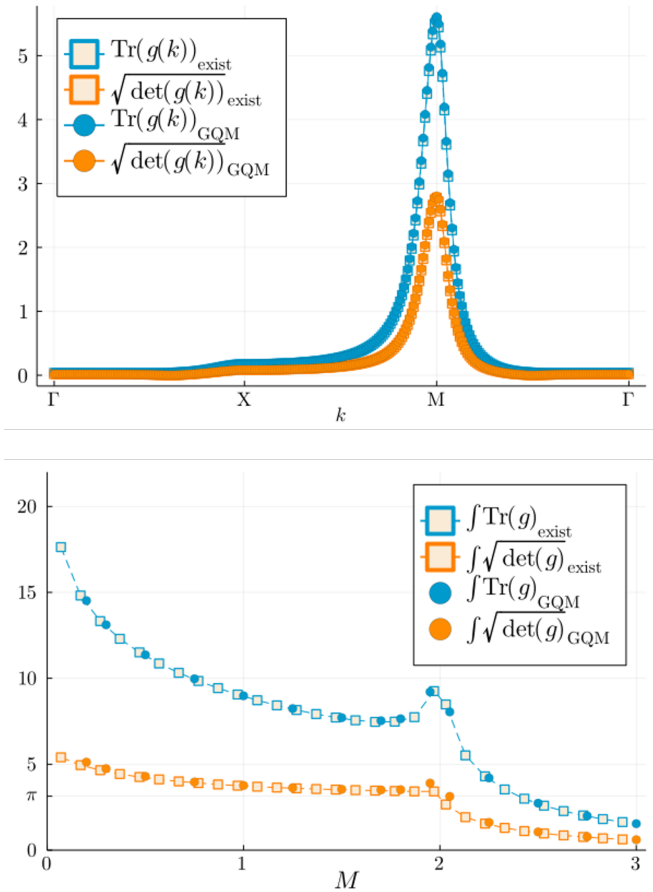 Tr(g(k))exist
√det(g(k))exist
Tr(g(k))GQM
√det(g(k))GQM
5
4
3
2
1
0
Γ X M Γ
k
20
15
10
5
π
0
∫Tr(g)exist
∫√det(g)exist
∫Tr(g)GQM
∫√det(g)GQM
0 1 2 3
M